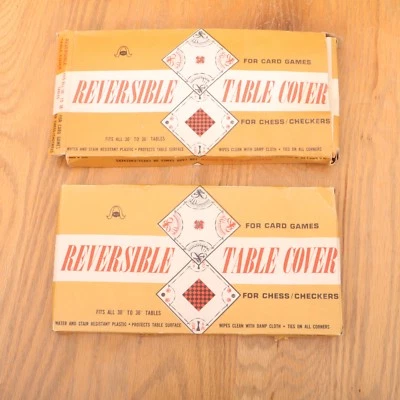 FOR CARD GAMES
REVERSIBLE TABLE COVER
FOR CHESS/CHECKERS
FITS ALL 30" TO 36" TABLES
WATER AND STAIN RESISTANT PLASTIC • PROTECTS TABLE SURFACE • WIPES CLEAN WITH DAMP CLOTH • TIES ON ALL CORNERS
FOR CARD GAMES
REVERSIBLE TABLE COVER
FOR CHESS/CHECKERS
FITS ALL 30" TO 36" TABLES
WATER AND STAIN RESISTANT PLASTIC • PROTECTS TABLE SURFACE • WIPES CLEAN WITH DAMP CLOTH • TIES ON ALL CORNERS